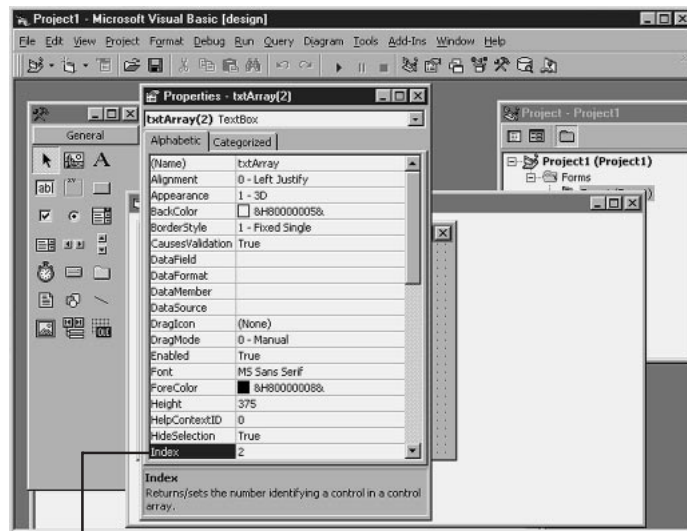 Project1 - Microsoft Visual Basic [design]
File Edit View Project Format Debug Run Query Diagram Tools Add-Ins Window Help
General
A
ab|
Properties - txtArray(2)
txtArray(2) TextBox
Alphabetic Categorized
(Name) txtArray
Alignment 0 - Left Justify
Appearance 1 - 3D
BackColor &H80000005&
BorderStyle 1 - Fixed Single
CausesValidation True
DataField
DataFormat
DataMember
DataSource
DragIcon (None)
DragMode 0 - Manual
Enabled True
Font MS Sans Serif
ForeColor &H80000008&
Height 375
HelpContextID 0
HideSelection True
Index 2
Index
Returns/sets the number identifying a control in a control
array.
Project - Project1
Project1 (Project1)
Forms